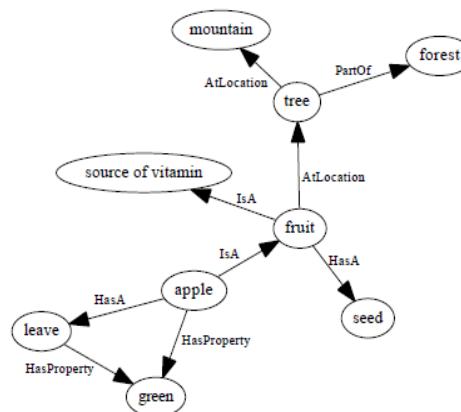 mountain
forest
AtLocation
PartOf
tree
source of vitamin
AtLocation
IsA
fruit
IsA
HasA
apple
HasA
seed
leave
HasProperty
HasProperty
green